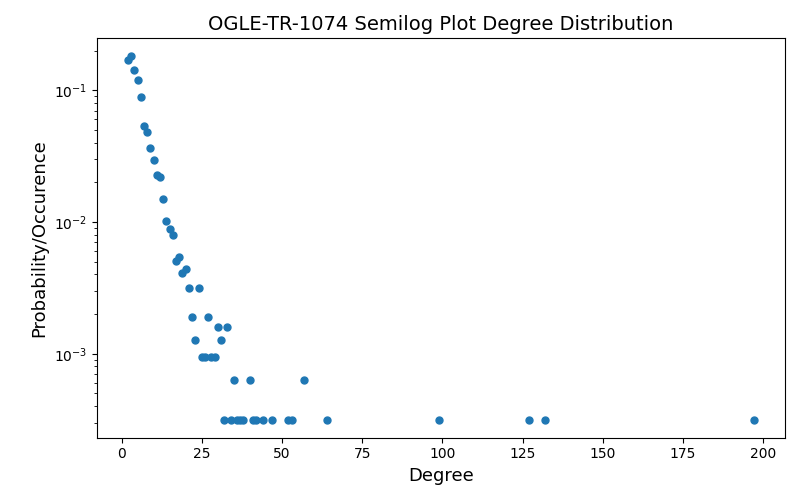 OGLE-TR-1074 Semilog Plot Degree Distribution
10⁻¹
10⁻²
10⁻³
Probability/Occurence
0 25 50 75 100 125 150 175 200
Degree